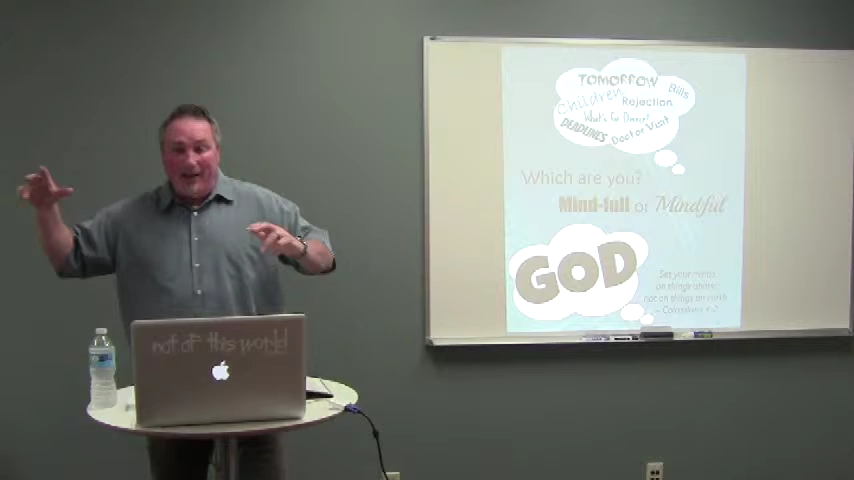 TOMORROW
Bills
Children
Rejection
What's for Dinner?
DEADLINES
Doctor Visit
Which are you?
Mind-full or Mindful
GOD
Set your minds
on things above,
not on things on earth
~ Colossians 3:2
not of this world